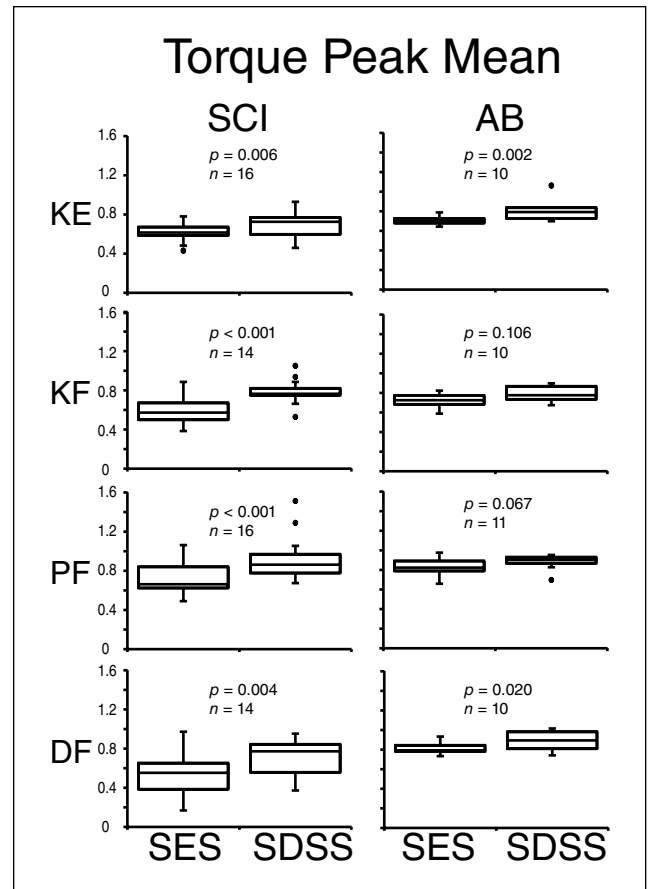 Torque Peak Mean
SCI AB
KE
1.6
1.2
0.8
0.4
0
p = 0.006
n = 16
p = 0.002
n = 10
KF
1.6
1.2
0.8
0.4
0
p < 0.001
n = 14
p = 0.106
n = 10
PF
1.6
1.2
0.8
0.4
0
p < 0.001
n = 16
p = 0.067
n = 11
DF
1.6
1.2
0.8
0.4
0
p = 0.004
n = 14
p = 0.020
n = 10
SES SDSS SES SDSS